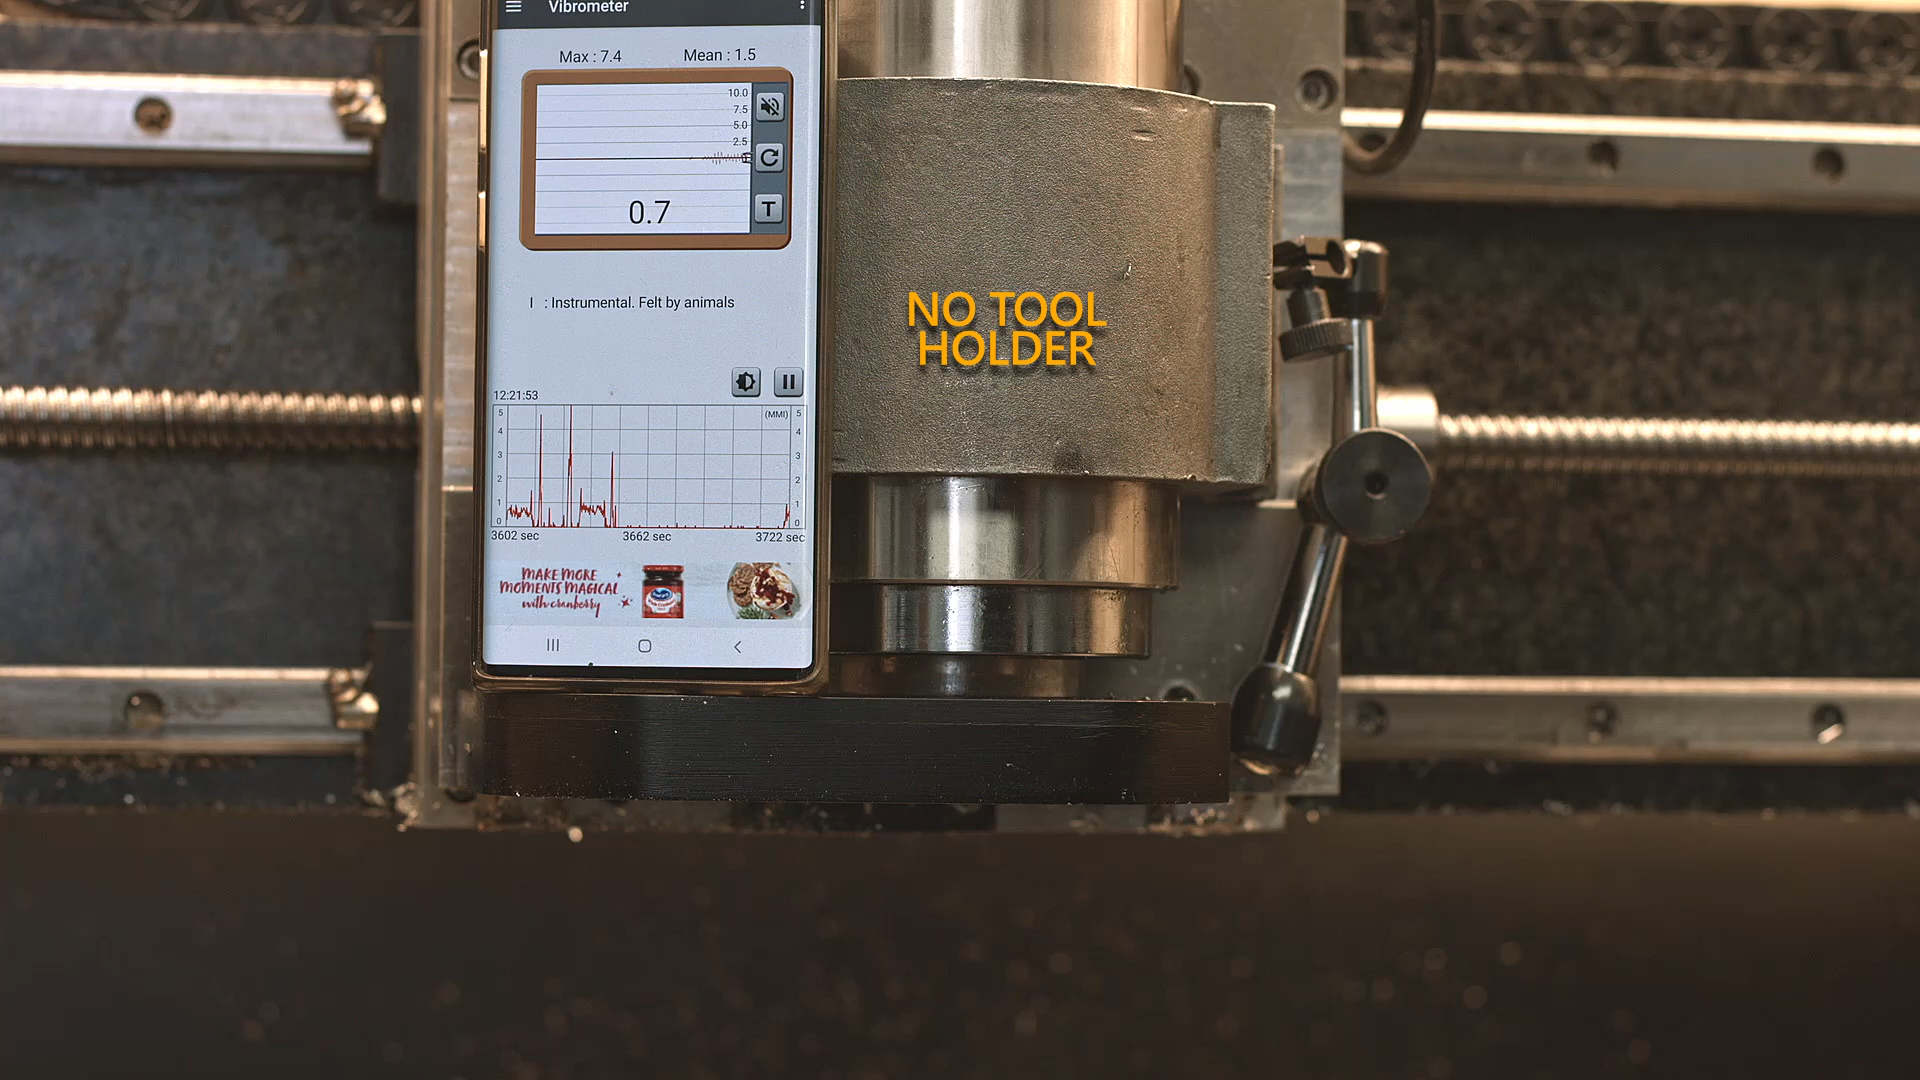 Vibrometer
Max : 7.4 Mean : 1.5
10.0
7.5
5.0
2.5
T
0.7
I : Instrumental. Felt by animals
12:21:53
(MMI)
5 5
4 4
3 3
2 2
1 1
0 0
3602 sec 3662 sec 3722 sec
MAKE MORE
MOMENTS MAGICAL
with cranberry
NO TOOL
HOLDER